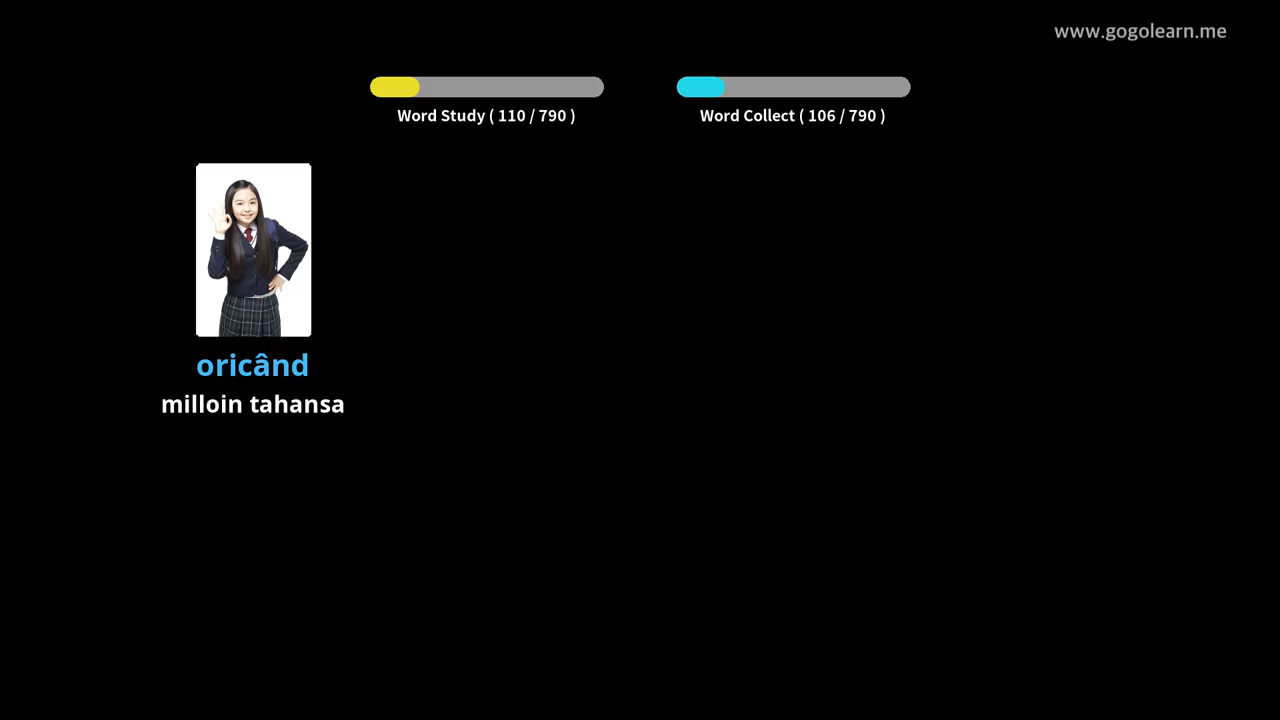 www.gogolearn.me
Word Study ( 110 / 790 )
Word Collect ( 106 / 790 )
oricând
milloin tahansa